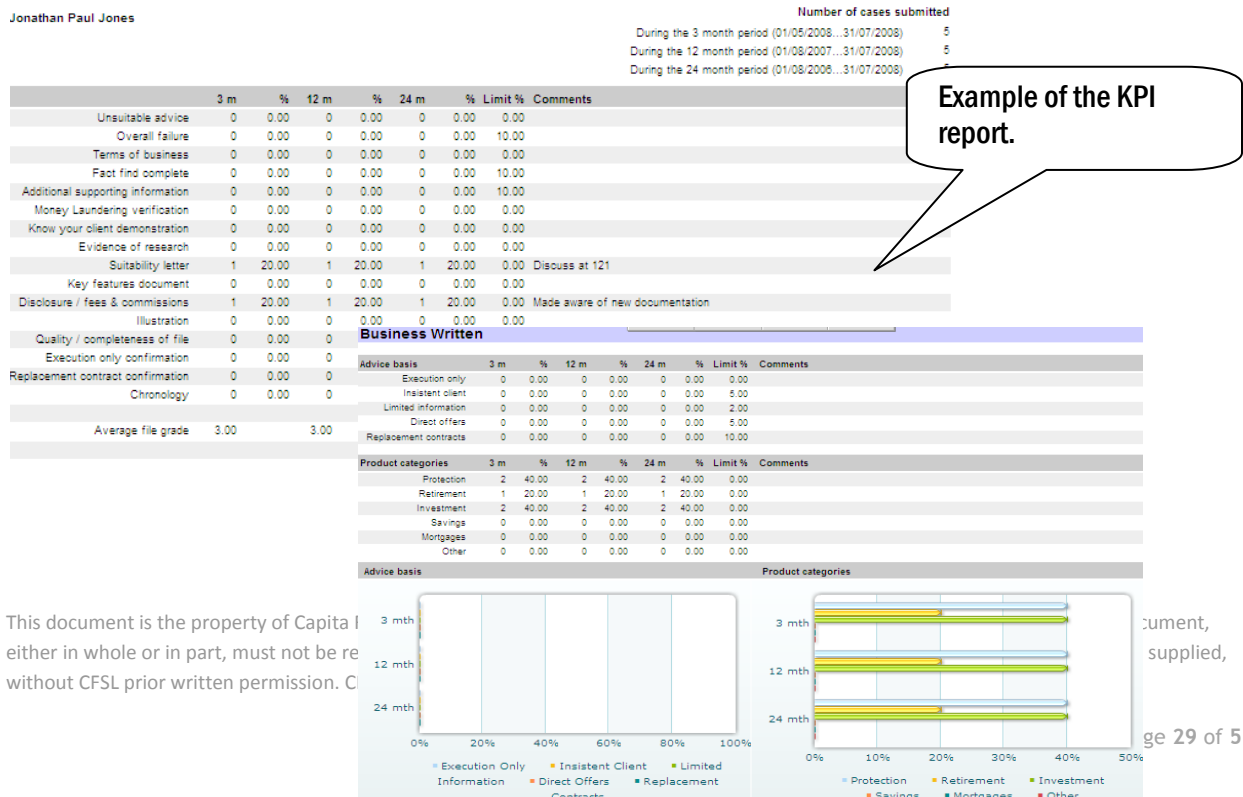 Jonathan Paul Jones
Number of cases submitted
During the 3 month period (01/05/2008...31/07/2008) 5
During the 12 month period (01/08/2007...31/07/2008) 5
During the 24 month period (01/08/2006...31/07/2008)
Example of the KPI
report.
3 m % 12 m % 24 m % Limit % Comments
Unsuitable advice 0 0.00 0 0.00 0 0.00 0.00
Overall failure 0 0.00 0 0.00 0 0.00 10.00
Terms of business 0 0.00 0 0.00 0 0.00 0.00
Fact find complete 0 0.00 0 0.00 0 0.00 10.00
Additional supporting information 0 0.00 0 0.00 0 0.00 10.00
Money Laundering verification 0 0.00 0 0.00 0 0.00 0.00
Know your client demonstration 0 0.00 0 0.00 0 0.00 0.00
Evidence of research 0 0.00 0 0.00 0 0.00 0.00
Suitability letter 1 20.00 1 20.00 1 20.00 0.00 Discuss at 121
Key features document 0 0.00 0 0.00 0 0.00 0.00
Disclosure / fees & commissions 1 20.00 1 20.00 1 20.00 0.00 Made aware of new documentation
Illustration 0 0.00 0 0.00 0 0.00 0.00
Quality / completeness of file 0 0.00 0
Execution only confirmation 0 0.00 0
Replacement contract confirmation 0 0.00 0
Chronology 0 0.00 0
Average file grade 3.00 3.00
Business Written
Advice basis 3 m % 12 m % 24 m % Limit % Comments
Execution only 0 0.00 0 0.00 0 0.00 0.00
Insistent client 0 0.00 0 0.00 0 0.00 5.00
Limited information 0 0.00 0 0.00 0 0.00 2.00
Direct offers 0 0.00 0 0.00 0 0.00 5.00
Replacement contracts 0 0.00 0 0.00 0 0.00 10.00
Product categories 3 m % 12 m % 24 m % Limit % Comments
Protection 2 40.00 2 40.00 2 40.00 0.00
Retirement 1 20.00 1 20.00 1 20.00 0.00
Investment 2 40.00 2 40.00 2 40.00 0.00
Savings 0 0.00 0 0.00 0 0.00 0.00
Mortgages 0 0.00 0 0.00 0 0.00 0.00
Other 0 0.00 0 0.00 0 0.00 0.00
Advice basis
3 mth
12 mth
24 mth
0% 20% 40% 60% 80% 100%
Execution Only Insistent Client Limited
Information Direct Offers Replacement
Contracts
Product categories
3 mth
12 mth
24 mth
0% 10% 20% 30% 40% 50%
Protection Retirement Investment
Savings Mortgages Other
This document is the property of Capita
either in whole or in part, must not be re supplied,
without CFSL prior written permission.
29 of 5